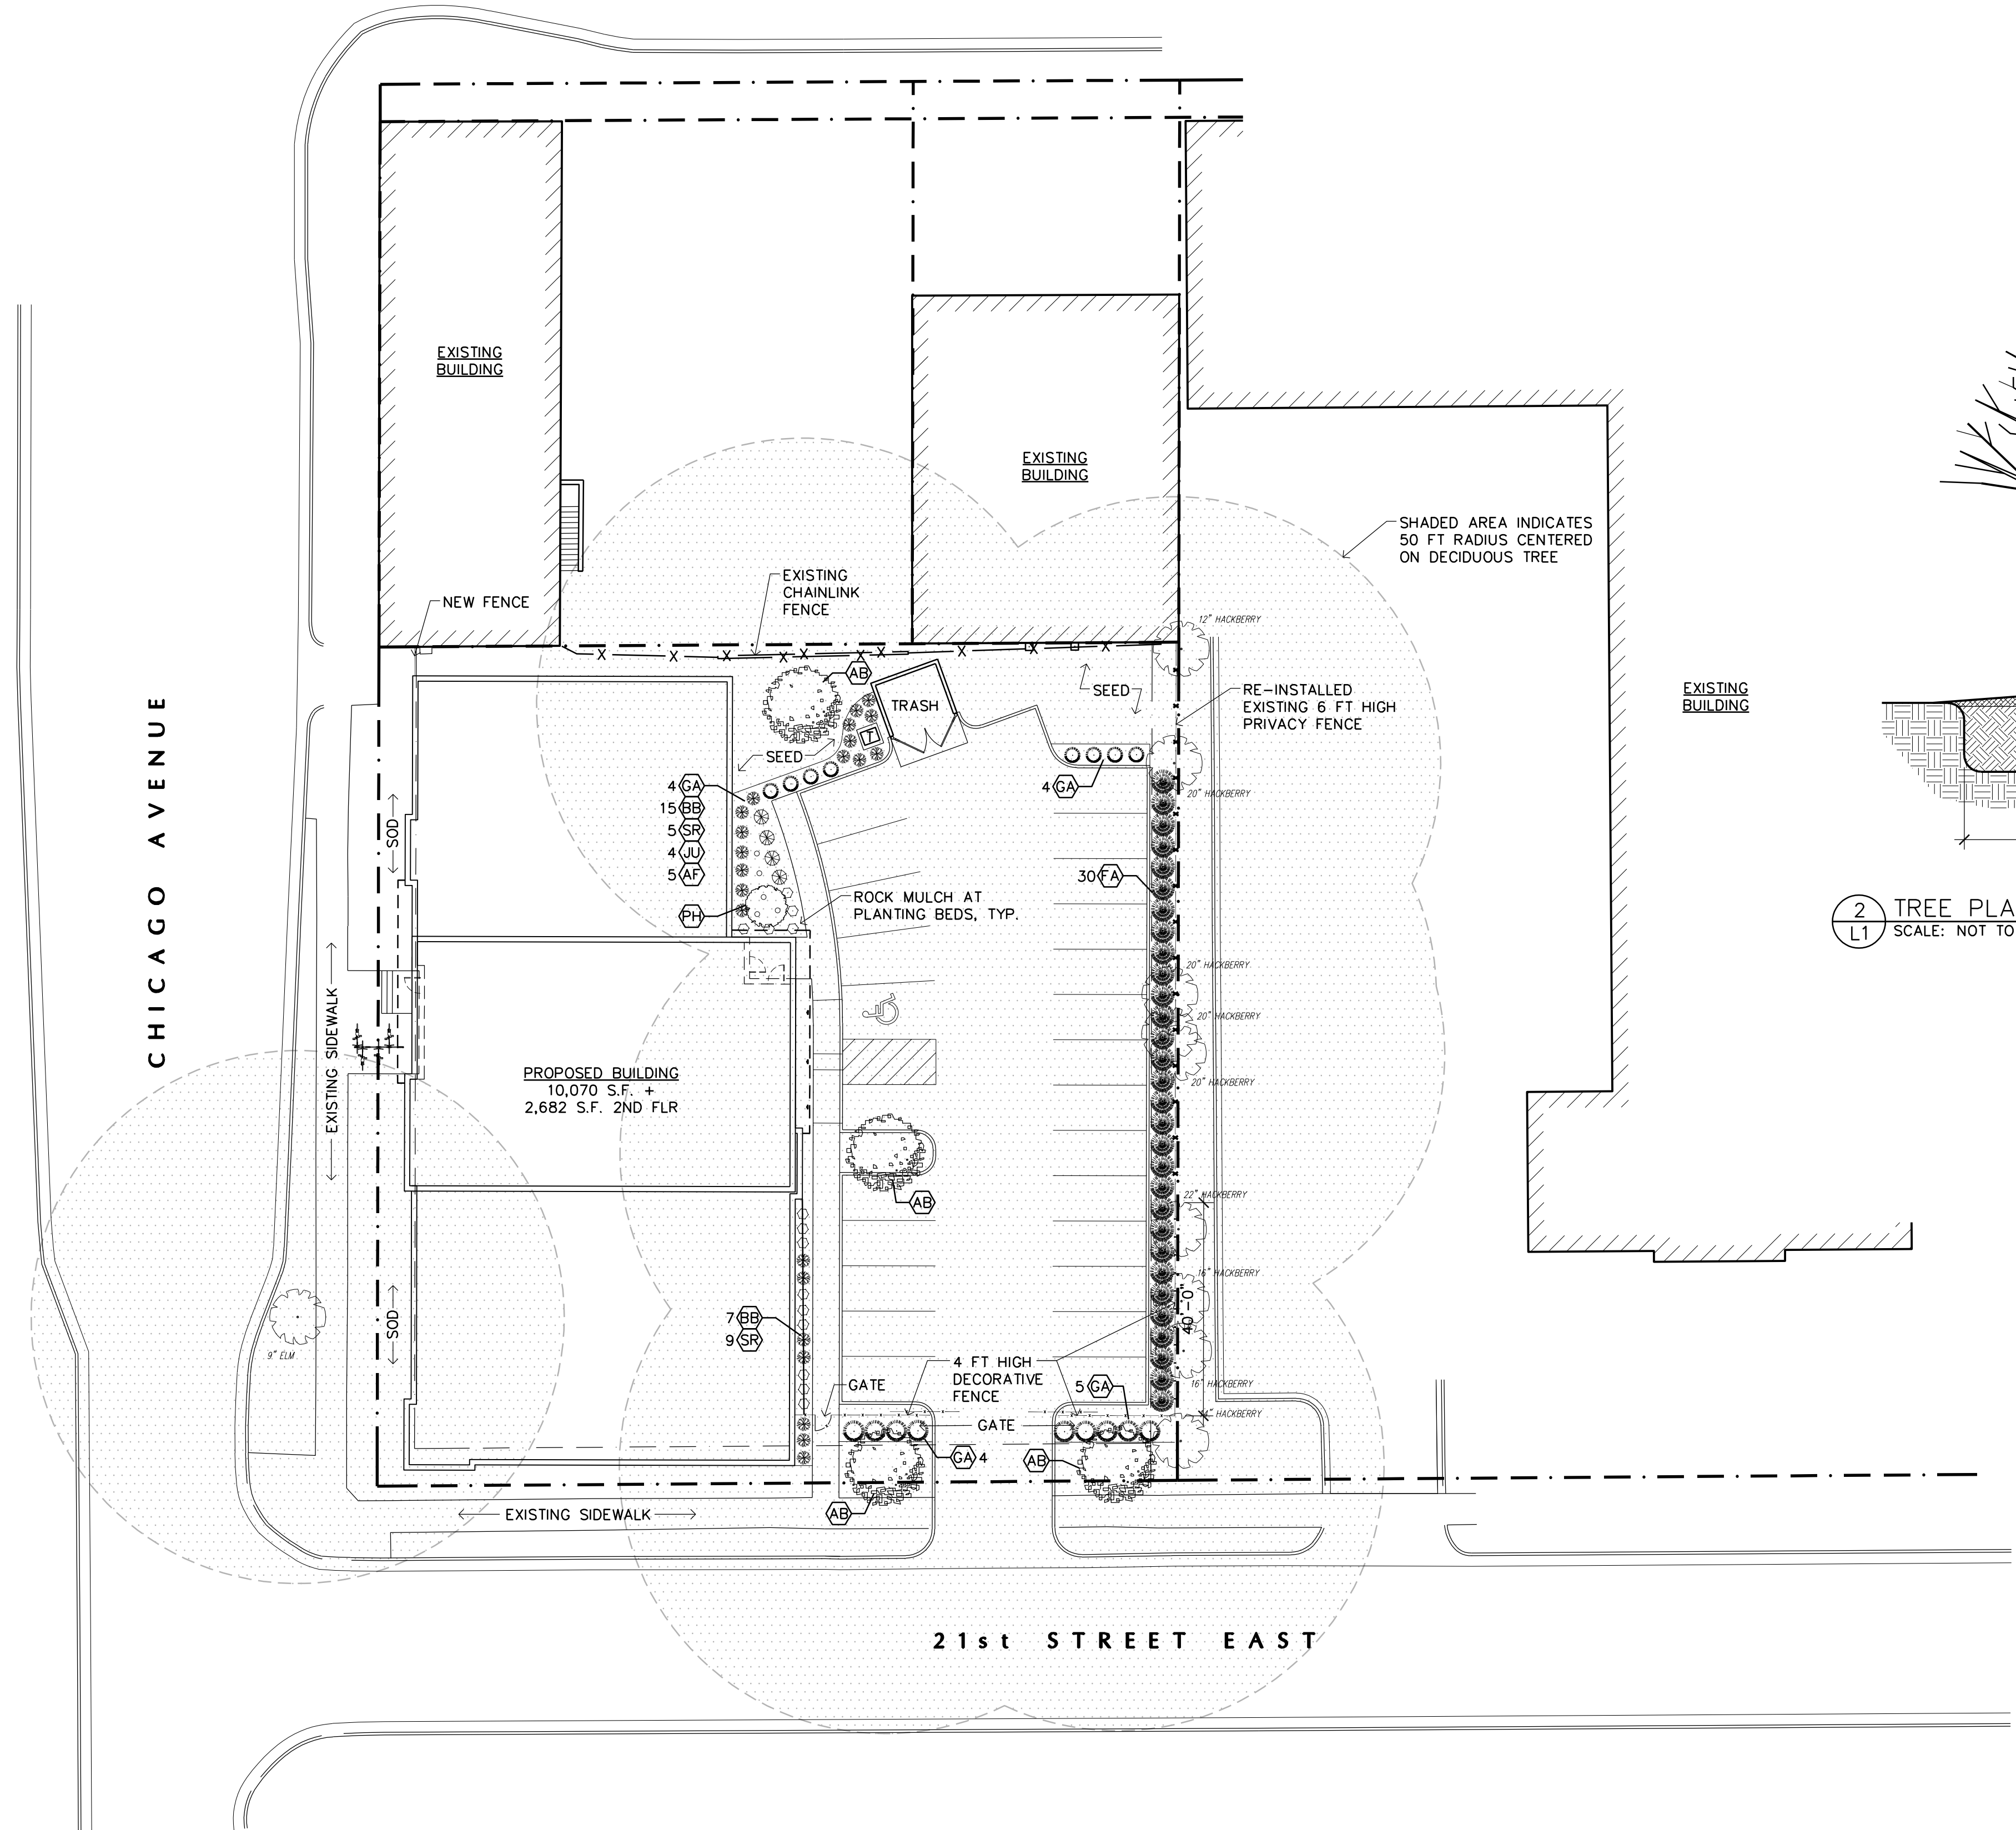 EXISTING
BUILDING
EXISTING
BUILDING
SHADED AREA INDICATES
50 FT RADIUS CENTERED
ON DECIDUOUS TREE
EXISTING
CHAINLINK
FENCE
NEW FENCE
12" HACKBERRY
AB
TRASH
SEED
RE-INSTALLED
EXISTING 6 FT HIGH
PRIVACY FENCE
EXISTING
BUILDING
T
SEED
4 GA
15 BB
5 SR
4 JU
5 AF
PH
4 GA
20" HACKBERRY
30 FA
ROCK MULCH AT
PLANTING BEDS, TYP.
2
L1
TREE PLA
SCALE: NOT TO
CHICAGO AVENUE
SOD
EXISTING SIDEWALK
20" HACKBERRY
20" HACKBERRY
20" HACKBERRY
PROPOSED BUILDING
10,070 S.F. +
2,682 S.F. 2ND FLR
AB
22" HACKBERRY
16" HACKBERRY
40'-0"
SOD
9" ELM
7 BB
9 SR
GATE
4 FT HIGH
DECORATIVE
FENCE
5 GA
16" HACKBERRY
HACKBERRY
GATE
GA 4
AB
AB
EXISTING SIDEWALK
21st STREET EAST